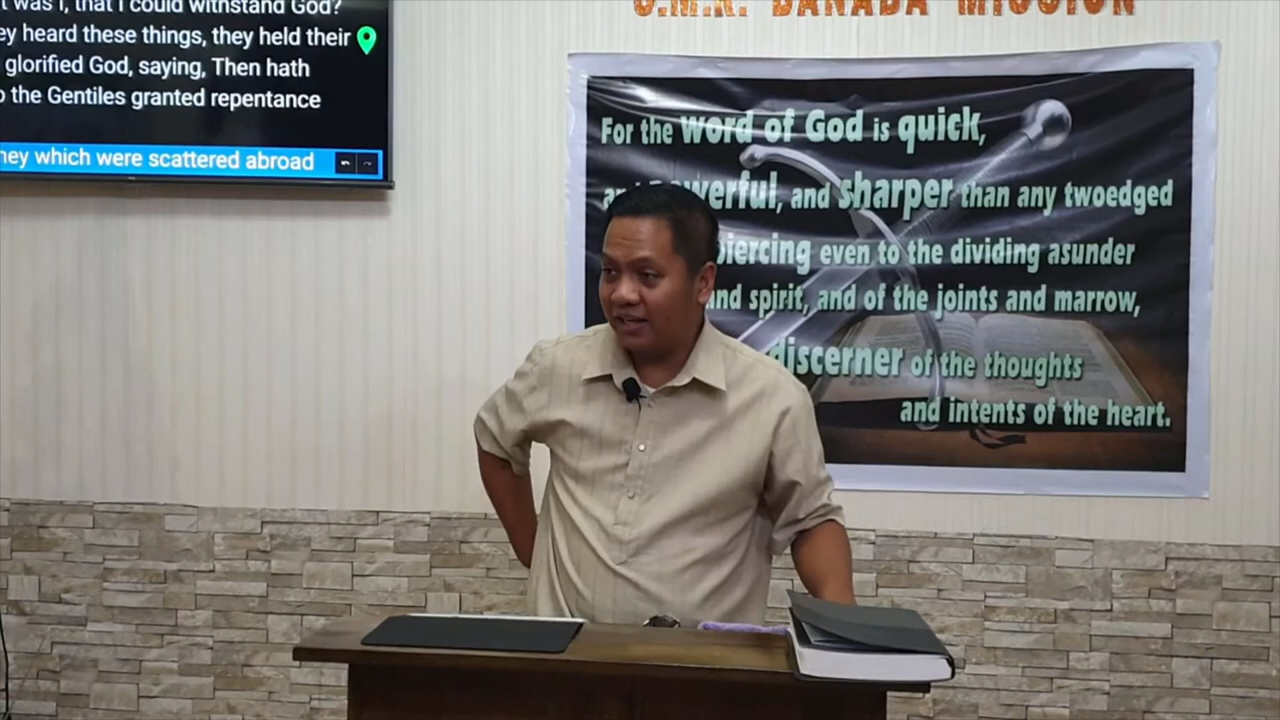 t was I, that I could withstand God?
ey heard these things, they held their
glorified God, saying, Then hath
o the Gentiles granted repentance
hey which were scattered abroad
C.M.R. BANABA MISSION
For the word of God is quick,
and powerful, and sharper than any twoedged
piercing even to the dividing asunder
and spirit, and of the joints and marrow,
discerner of the thoughts
and intents of the heart.